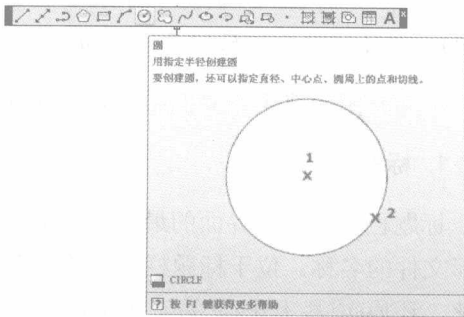 A
圆
用指定半径创建圆
要创建圆，还可以指定直径、中心点、圆周上的点和切线。
1
2
CIRCLE
按 F1 键获得更多帮助